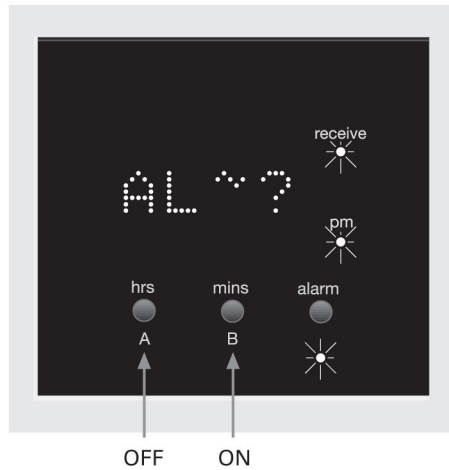 receive
AL ~ ?
pm
hrs mins alarm
A B
OFF ON